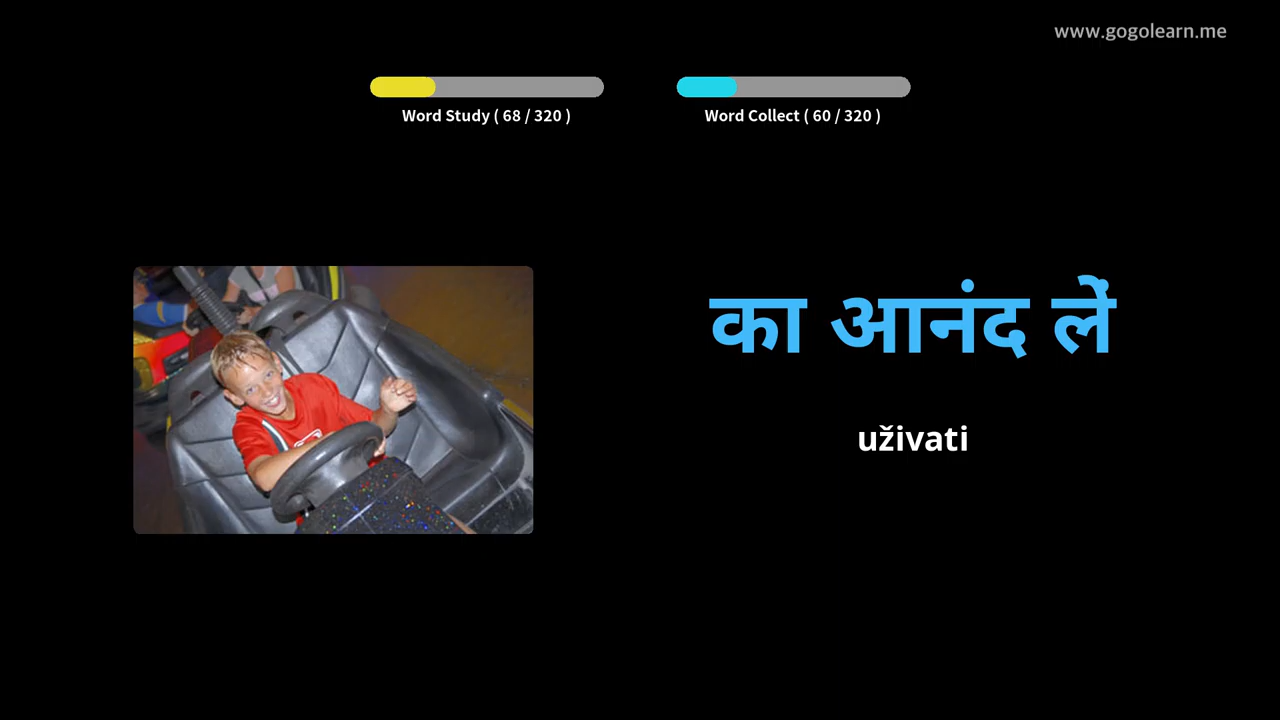 www.gogolearn.me
Word Study ( 68 / 320 )
Word Collect ( 60 / 320 )
का आनंद लें
uživati